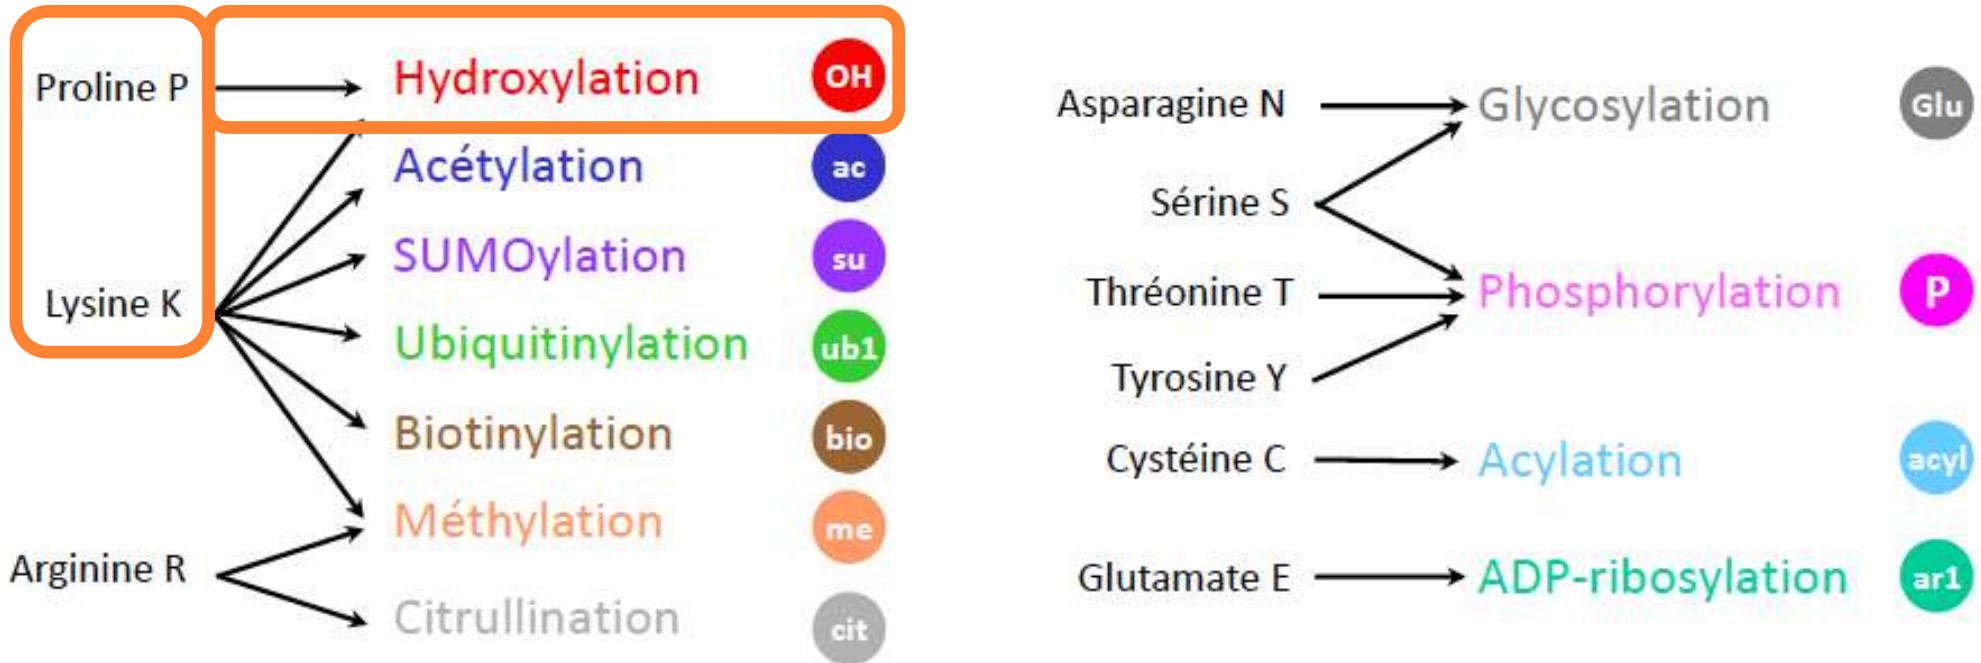 Proline P
Hydroxylation OH
Acétylation ac
SUMOylation su
Lysine K
Ubiquitinylation ub1
Biotinylation bio
Méthylation me
Arginine R
Citrullination cit
Asparagine N
Glycosylation Glu
Sérine S
Thréonine T
Phosphorylation P
Tyrosine Y
Cystéine C
Acylation acyl
Glutamate E
ADP-ribosylation ar1